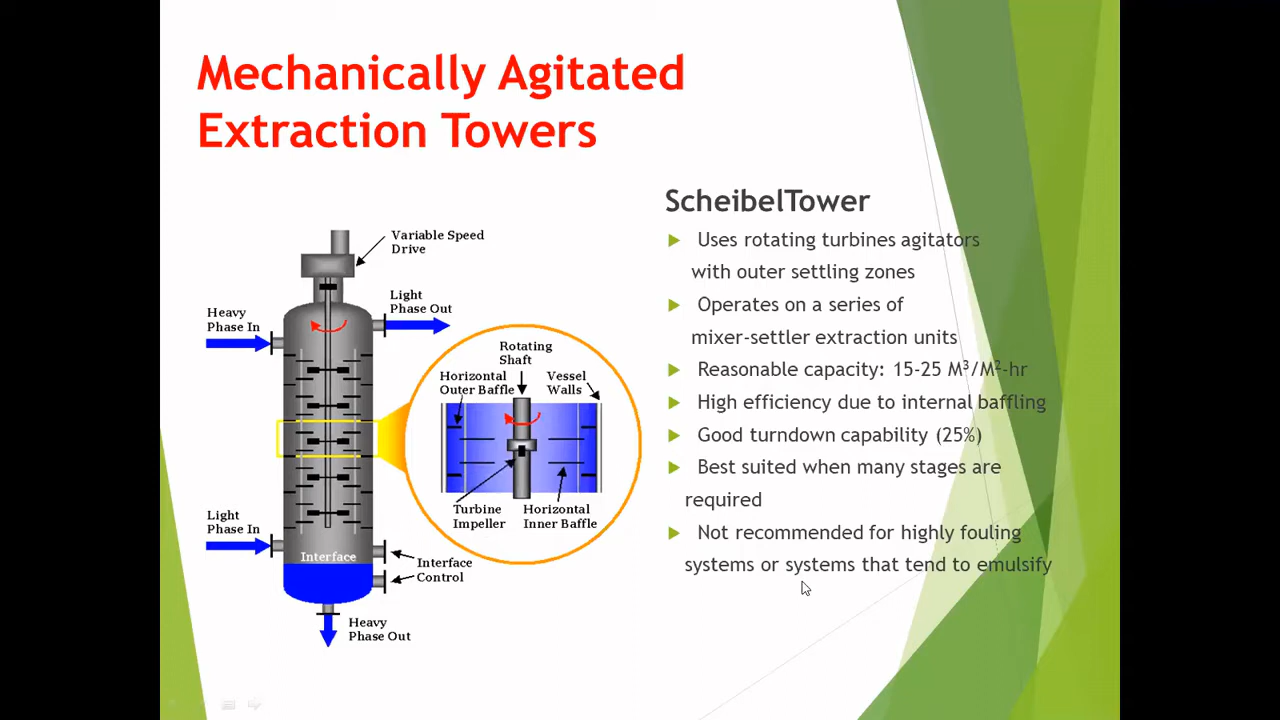 Mechanically Agitated
Extraction Towers
ScheibelTower
Uses rotating turbines agitators
with outer settling zones
Operates on a series of
mixer-settler extraction units
Reasonable capacity: 15-25 M³/M²-hr
High efficiency due to internal baffling
Good turndown capability (25%)
Best suited when many stages are
required
Not recommended for highly fouling
systems or systems that tend to emulsify
Variable Speed
Drive
Light
Phase Out
Heavy
Phase In
Rotating
Shaft
Horizontal
Outer Baffle
Vessel
Walls
Turbine
Impeller
Horizontal
Inner Baffle
Light
Phase In
Interface
Interface
Control
Heavy
Phase Out